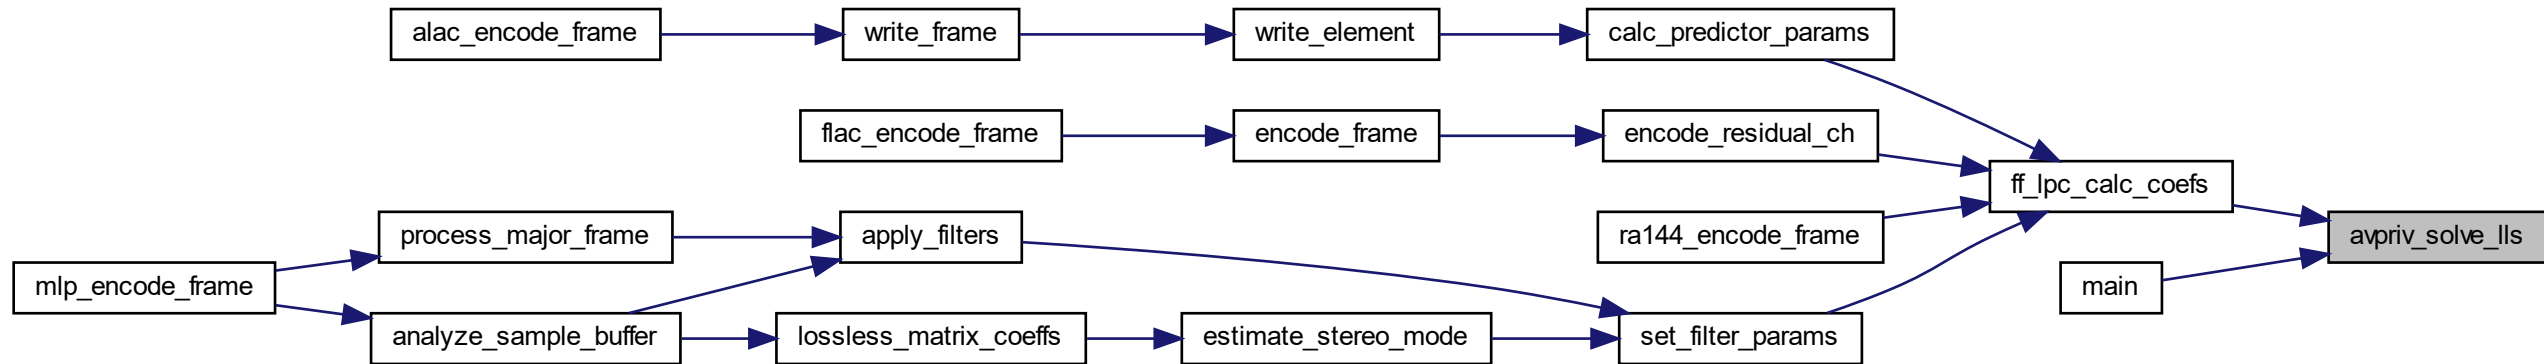 alac_encode_frame
write_frame
write_element
calc_predictor_params
flac_encode_frame
encode_frame
encode_residual_ch
ff_lpc_calc_coefs
process_major_frame
apply_filters
ra144_encode_frame
avpriv_solve_lls
mlp_encode_frame
main
analyze_sample_buffer
lossless_matrix_coeffs
estimate_stereo_mode
set_filter_params